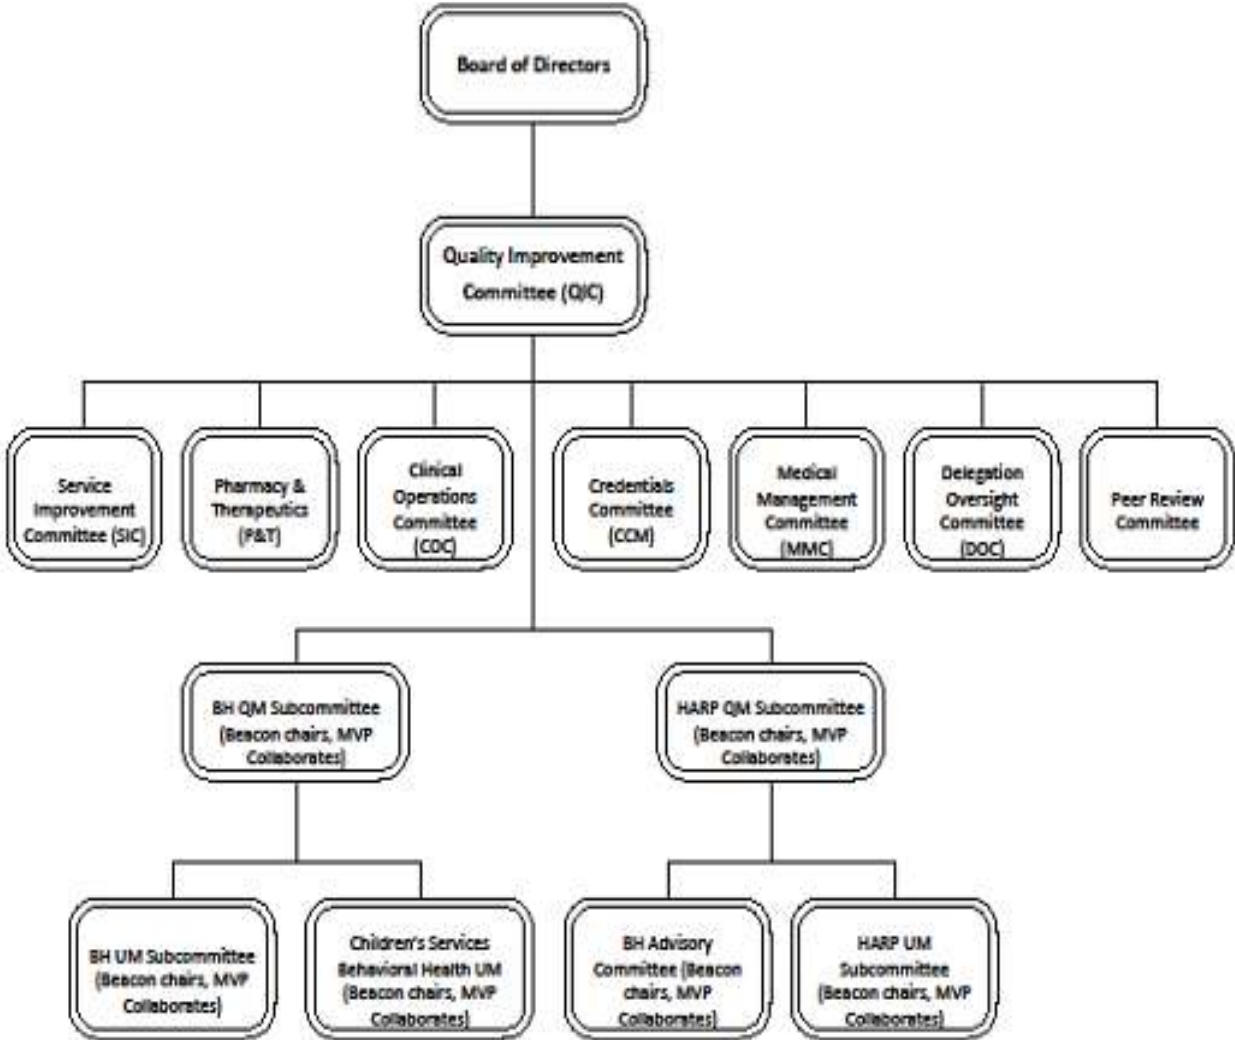 Board of Directors
Quality Improvement
Committee (QIC)
Service
Improvement
Committee (SIC)
Pharmacy &
Therapeutics
(P&T)
Clinical
Operations
Committee
(COC)
Credentials
Committee
(CCM)
Medical
Management
Committee
(MMC)
Delegation
Oversight
Committee
(DOC)
Peer Review
Committee
BH QM Subcommittee
(Beacon chairs, MVP
Collaborates)
HARP QM Subcommittee
(Beacon chairs, MVP
Collaborates)
BH UM Subcommittee
(Beacon chairs, MVP
Collaborates)
Children's Services
Behavioral Health UM
(Beacon chairs, MVP
Collaborates)
BH Advisory
Committee (Beacon
chairs, MVP
Collaborates)
HARP UM
Subcommittee
(Beacon chairs, MVP
Collaborates)